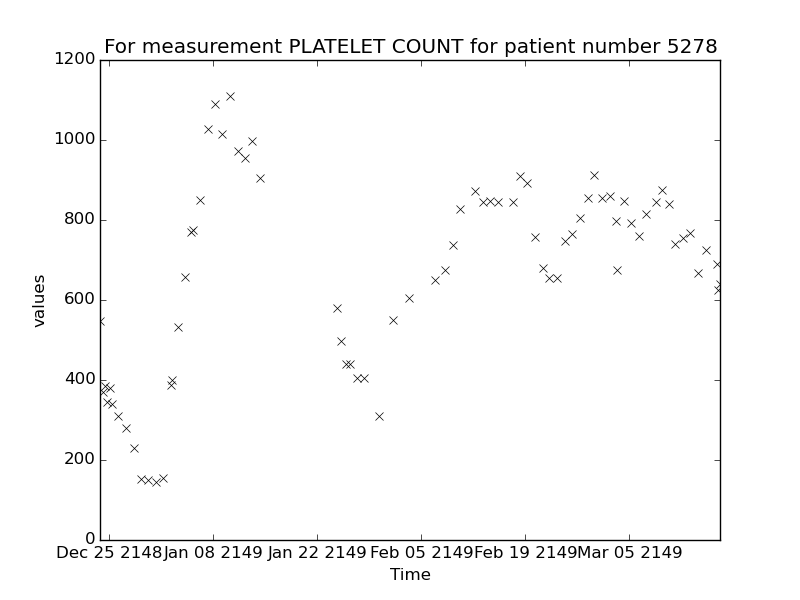 For measurement PLATELET COUNT for patient number 5278
1200
1000
800
600
400
200
0
values
Dec 25 2148 Jan 08 2149 Jan 22 2149 Feb 05 2149 Feb 19 2149 Mar 05 2149
Time